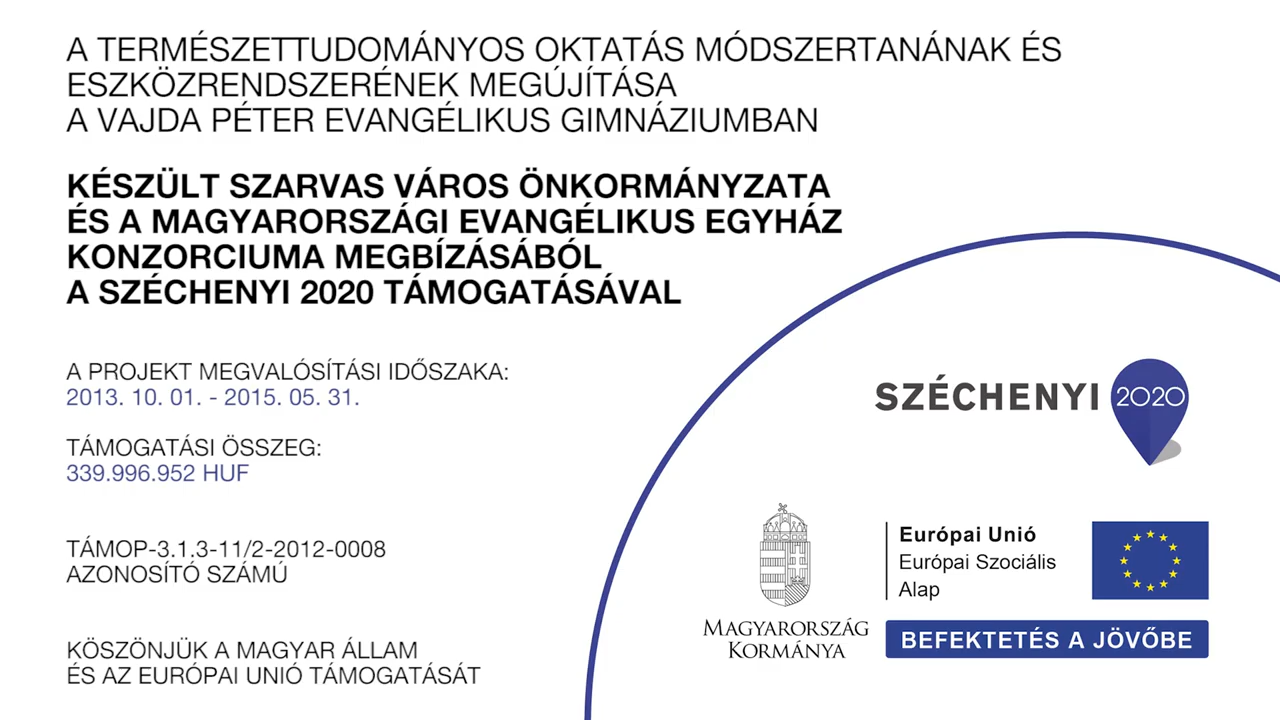 A TERMÉSZETTUDOMÁNYOS OKTATÁS MÓDSZERTANÁNAK ÉS
ESZKÖZRENDSZERÉNEK MEGÚJÍTÁSA
A VAJDA PÉTER EVANGÉLIKUS GIMNÁZIUMBAN
KÉSZÜLT SZARVAS VÁROS ÖNKORMÁNYZATA
ÉS A MAGYARORSZÁGI EVANGÉLIKUS EGYHÁZ
KONZORCIUMA MEGBÍZÁSÁBÓL
A SZÉCHENYI 2020 TÁMOGATÁSÁVAL
A PROJEKT MEGVALÓSÍTÁSI IDŐSZAKA:
2013. 10. 01. - 2015. 05. 31.
TÁMOGATÁSI ÖSSZEG:
339.996.952 HUF
TÁMOP-3.1.3-11/2-2012-0008
AZONOSÍTÓ SZÁMÚ
KÖSZÖNJÜK A MAGYAR ÁLLAM
ÉS AZ EURÓPAI UNIÓ TÁMOGATÁSÁT
SZÉCHENYI 2020
MAGYARORSZÁG
KORMÁNYA
Európai Unió
Európai Szociális
Alap
BEFEKTETÉS A JÖVŐBE